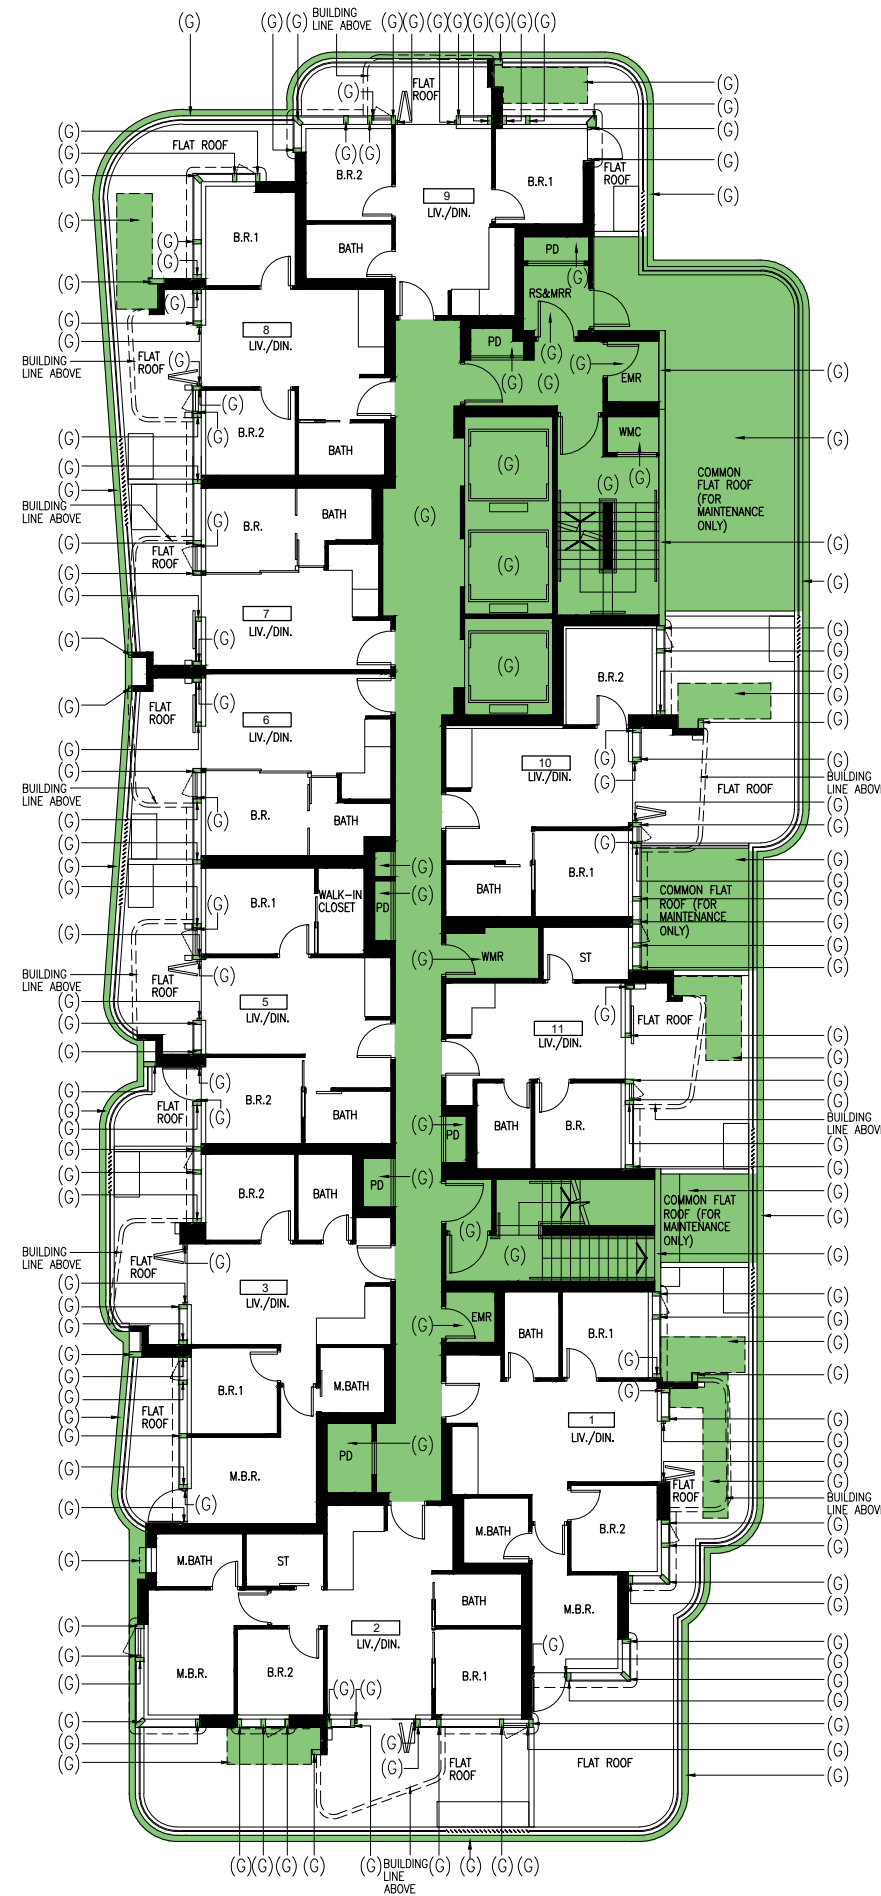 BUILDING
LINE ABOVE
(G) (G) (G) (G) (G) (G) (G) (G) (G) (G) (G)
FLAT
ROOF
(G)
(G)
(G)
(G)
(G)
(G)
FLAT ROOF
(G)
(G)
(G)
(G) (G)
B.R.2
9
LIV./DIN.
B.R.1
FLAT
ROOF
(G)
(G)
(G)
B.R.1
BATH
PD
(G)
(G)
(G)
(G)
(G)
RS&MRR
(G)
8
LIV./DIN.
PD
(G)
(G)
(G)
(G)
EMR
(G)
BUILDING
LINE ABOVE
FLAT
ROOF
(G)
(G)
(G)
(G)
B.R.2
BATH
WMC
(G)
(G)
(G)
(G)
COMMON
FLAT ROOF
(FOR
MAINTENANCE
ONLY)
(G)
(G)
BUILDING
LINE ABOVE
B.R.
BATH
(G)
(G)
(G)
(G)
FLAT
ROOF
(G)
(G)
(G)
(G)
(G)
7
LIV./DIN.
(G)
(G)
(G)
(G)
(G)
(G)
B.R.2
(G)
(G)
(G)
FLAT
ROOF
6
LIV./DIN.
(G)
(G)
(G)
(G)
10
LIV./DIN.
(G)
(G)
FLAT ROOF
BUILDING
LINE ABOVE
BUILDING
LINE ABOVE
(G)
B.R.
BATH
(G)
(G)
(G)
(G)
(G)
(G)
(G)
B.R.1
WALK-IN
CLOSET
PD
(G)
(G)
BATH
B.R.1
COMMON FLAT
ROOF (FOR
MAINTENANCE
ONLY)
(G)
(G)
(G)
(G)
(G)
(G)
(G)
(G)
WMR
ST
BUILDING
LINE ABOVE
FLAT
ROOF
5
LIV./DIN.
(G)
FLAT ROOF
(G)
(G)
(G)
11
LIV./DIN.
(G)
(G)
(G)
(G)
(G)
(G)
FLAT
ROOF
(G)
B.R.2
BATH
(G)
PD
BATH
B.R.
(G)
BUILDING
LINE ABOVE
(G)
(G)
(G)
(G)
(G)
B.R.2
BATH
PD
(G)
(G)
(G)
COMMON FLAT
ROOF (FOR
MAINTENANCE
ONLY)
(G)
(G)
(G)
BUILDING
LINE ABOVE
FLAT
ROOF
(G)
3
LIV./DIN.
(G)
(G)
(G)
(G)
EMR
(G)
(G)
BATH
B.R.1
(G)
(G)
(G)
(G)
(G)
(G)
(G)
(G)
FLAT
ROOF
B.R.1
M.BATH
1
LIV./DIN.
(G)
(G)
(G)
(G)
M.B.R.
PD
(G)
(G)
(G)
(G)
(G)
FLAT
ROOF
BUILDING
LINE ABOVE
M.BATH
B.R.2
(G)
(G)
M.BATH
ST
(G)
(G)
(G)
BATH
M.B.R.
2
LIV./DIN.
(G)
(G)
M.B.R.
B.R.2
B.R.1
(G)
(G)
(G)
(G)
(G)
(G)
(G)
(G)
(G)
(G)
(G)
(G)
(G)
FLAT
ROOF
FLAT ROOF
(G)
(G)
(G) (G) (G) (G) (G)
BUILDING
LINE
ABOVE
(G) (G) (G) (G)